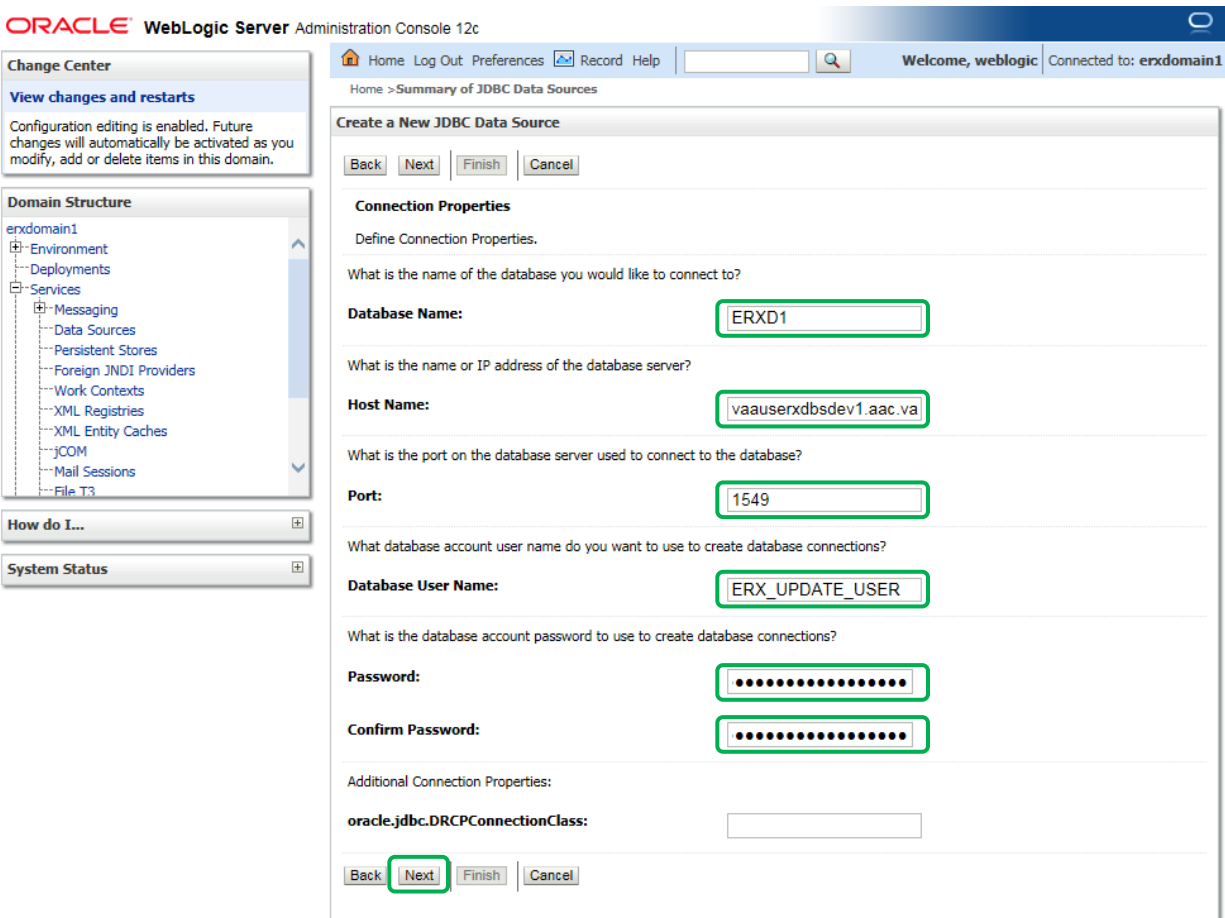 ORACLE WebLogic Server Administration Console 12c
Change Center
View changes and restarts
Configuration editing is enabled. Future
changes will automatically be activated as you
modify, add or delete items in this domain.
Domain Structure
erxdomain1
Environment
Deployments
Services
Messaging
Data Sources
Persistent Stores
Foreign JNDI Providers
Work Contexts
XML Registries
XML Entity Caches
jCOM
Mail Sessions
File T3
How do I...
System Status
Home Log Out Preferences Record Help
Welcome, weblogic Connected to: erxdomain1
Home >Summary of JDBC Data Sources
Create a New JDBC Data Source
Back Next Finish Cancel
Connection Properties
Define Connection Properties.
What is the name of the database you would like to connect to?
Database Name: ERXD1
What is the name or IP address of the database server?
Host Name: vaauserxdbsdev1.aac.va
What is the port on the database server used to connect to the database?
Port: 1549
What database account user name do you want to use to create database connections?
Database User Name: ERX_UPDATE_USER
What is the database account password to use to create database connections?
Password: •••••••••••••••••
Confirm Password: •••••••••••••••••
Additional Connection Properties:
oracle.jdbc.DRCPConnectionClass:
Back Next Finish Cancel